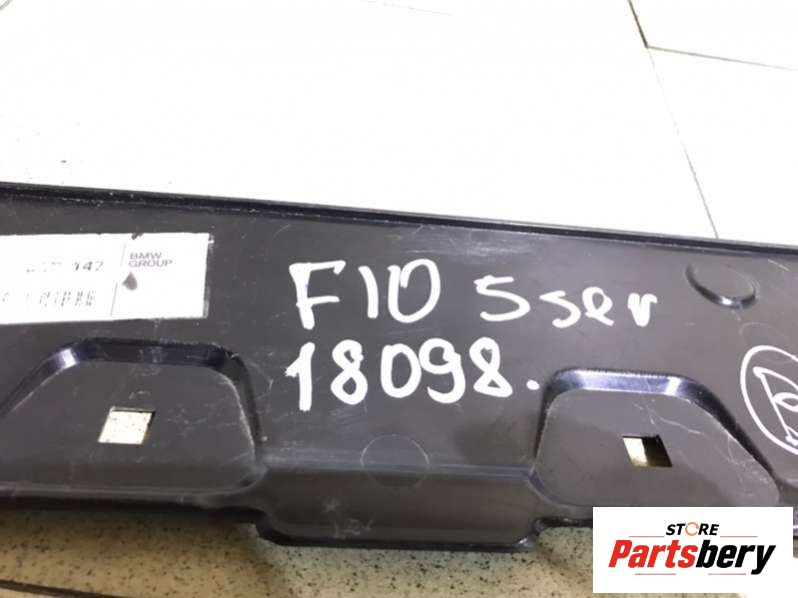 BMW
GROUP
F10 5ser
18098.
STORE
Partsbery